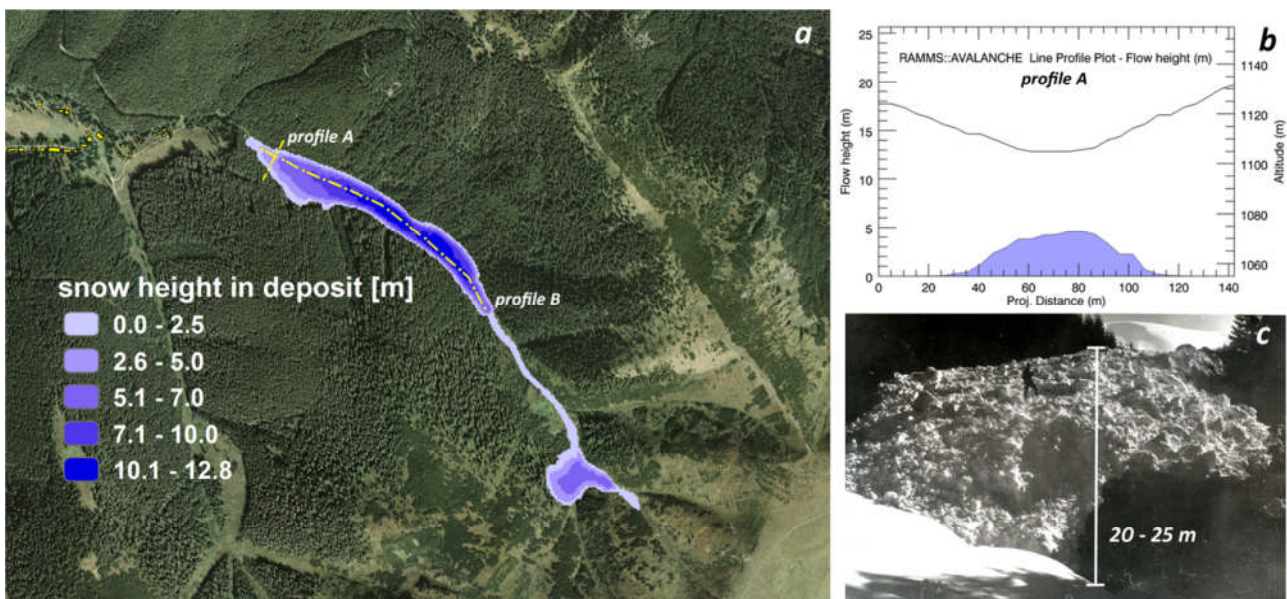 a
profile A
profile B
snow height in deposit [m]
0.0 - 2.5
2.6 - 5.0
5.1 - 7.0
7.1 - 10.0
10.1 - 12.8
b
RAMMS::AVALANCHE Line Profile Plot - Flow height (m)
profile A
25
20
15
10
5
0
Flow height (m)
1140
1120
1100
1080
1060
Altitude (m)
0 20 40 60 80 100 120 140
Proj. Distance (m)
c
20 - 25 m